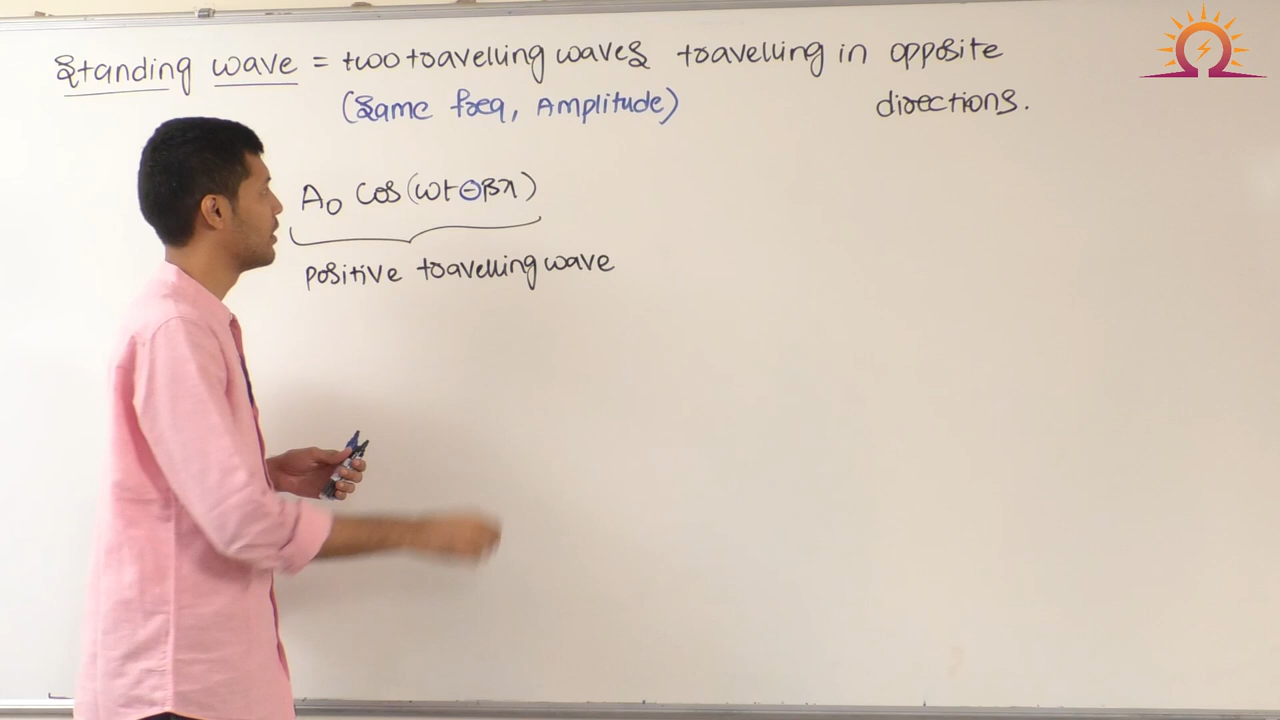 Standing wave = two travelling waves travelling in opposite
(Same freq, Amplitude) directions.
A₀ Cos(ωt-βx)
positive travelling wave